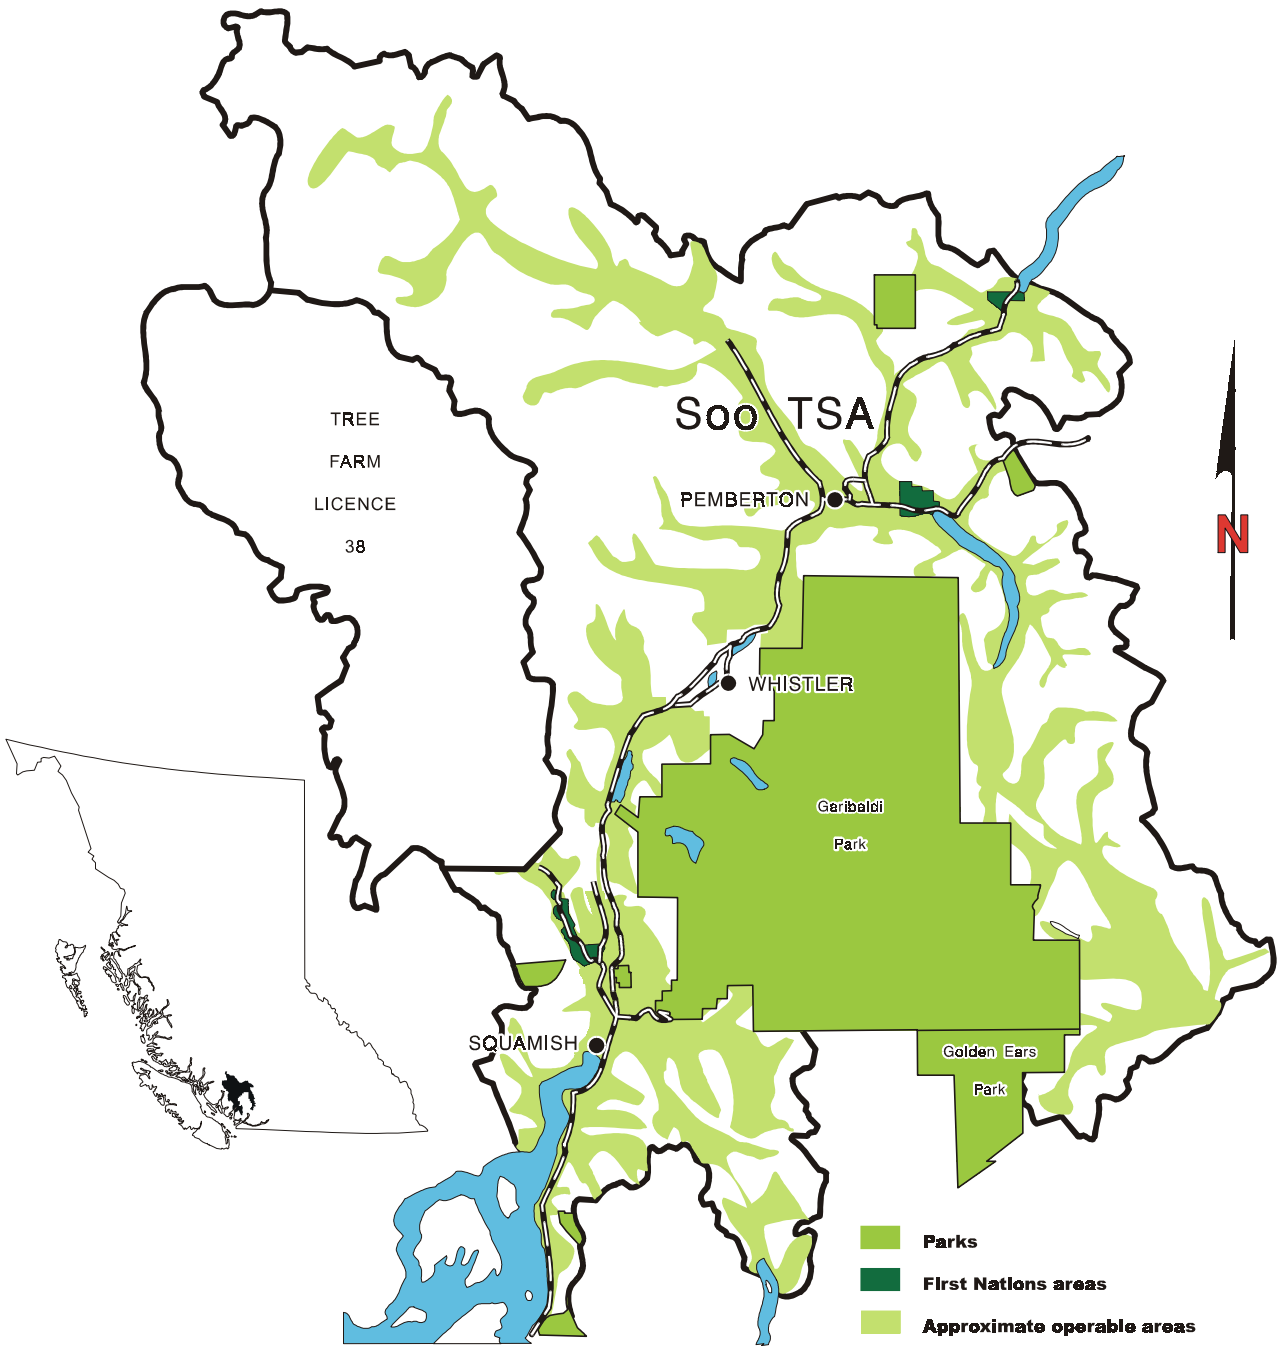 TREE
FARM
LICENCE
38
Soo TSA
PEMBERTON
N
WHISTLER
Garibaldi
Park
SQUAMISH
Golden Ears
Park
Parks
First Nations areas
Approximate operable areas